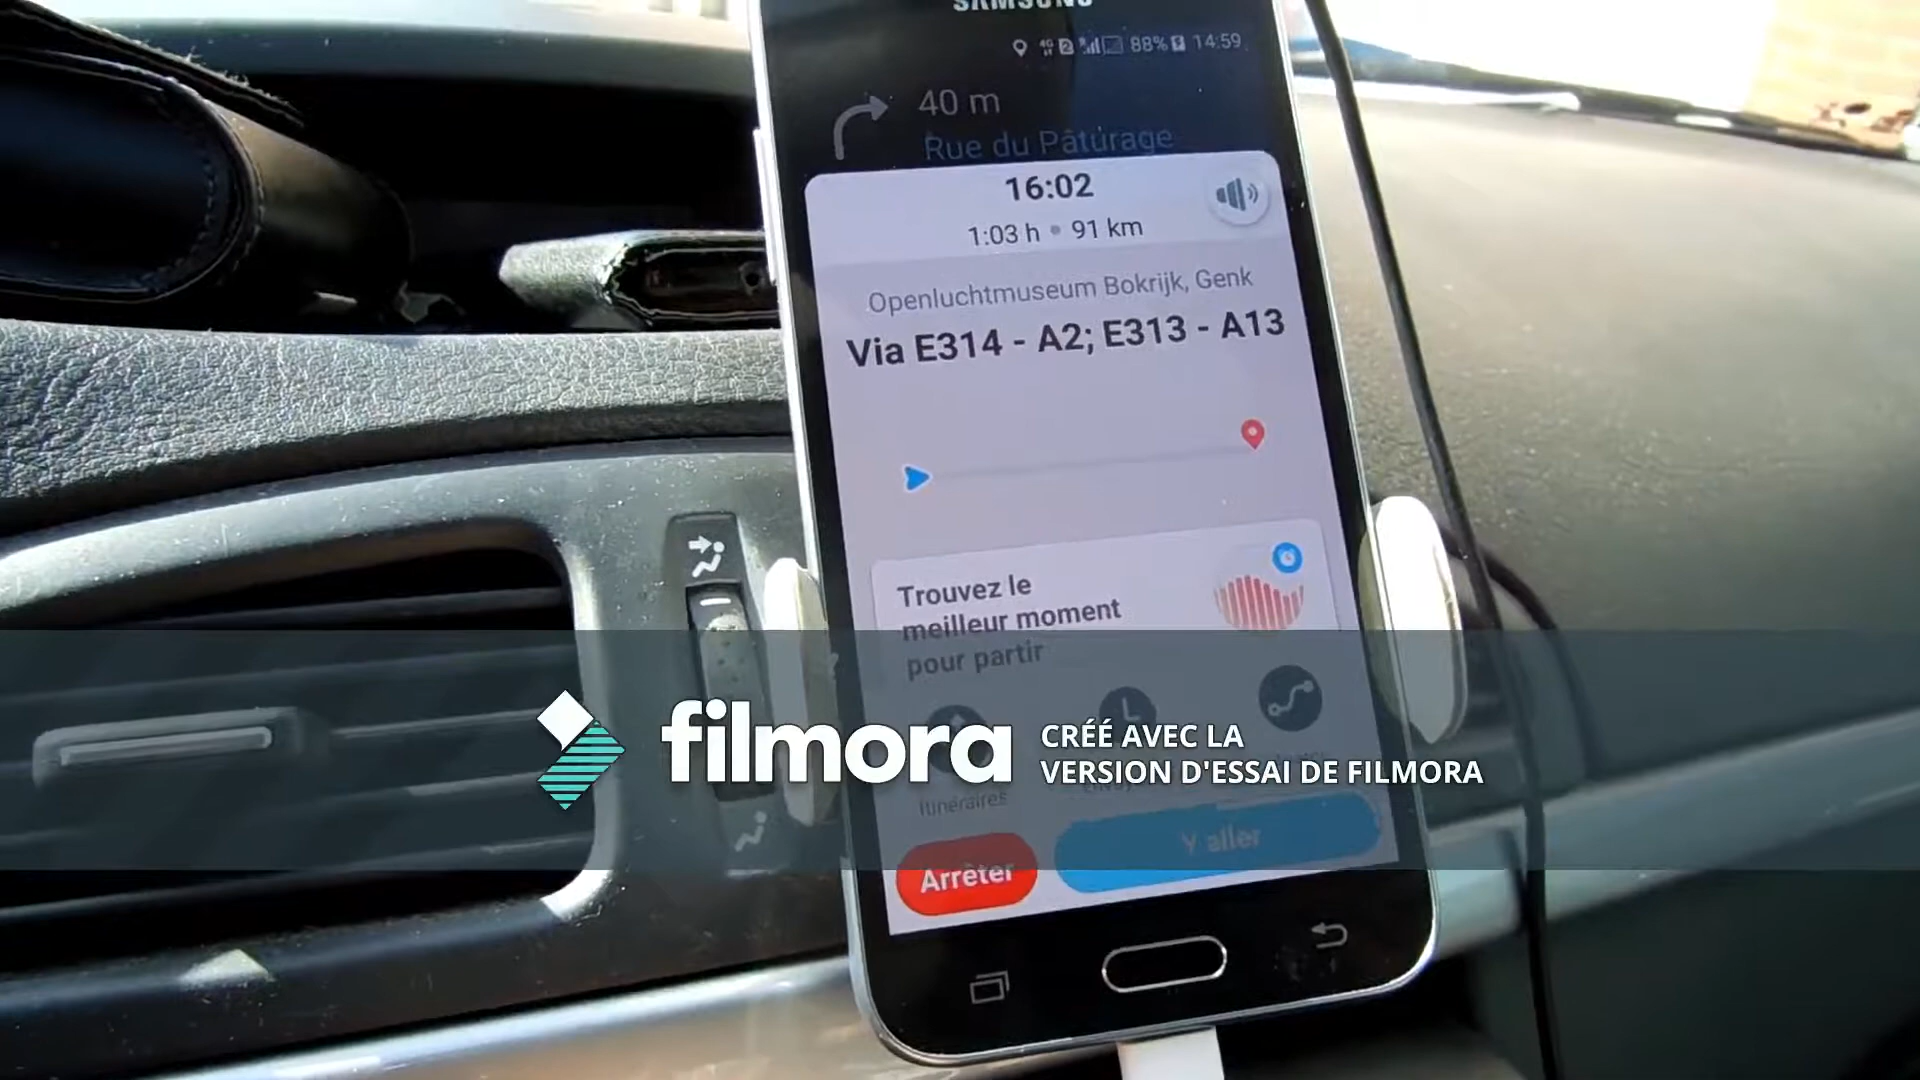 SAMSUNG
88% 14:59
40 m
Rue du Pâturage
16:02
1:03 h • 91 km
Openluchtmuseum Bokrijk, Genk
Via E314 - A2; E313 - A13
Trouvez le
meilleur moment
pour partir
filmora
CRÉÉ AVEC LA
VERSION D'ESSAI DE FILMORA
Itinéraires
Y aller
Arrêter